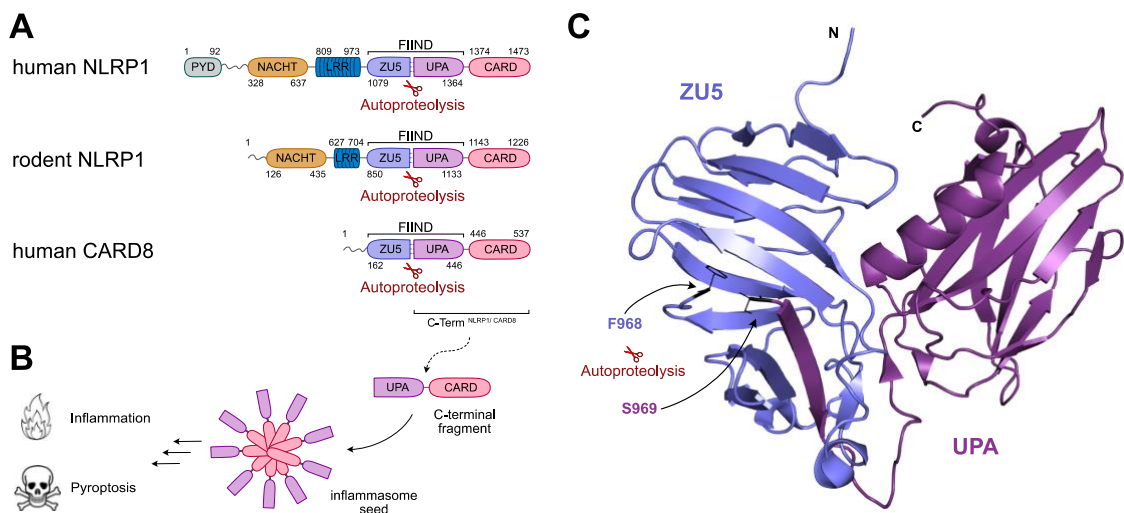 A
human NLRP1
1 92 809 973 FIIND 1374 1473
PYD NACHT LRR ZU5 UPA CARD
328 637 1079 1364
Autoproteolysis
rodent NLRP1
1 627 704 FIIND 1143 1226
NACHT LRR ZU5 UPA CARD
126 435 850 1133
Autoproteolysis
human CARD8
1 FIIND 446 537
ZU5 UPA CARD
162 446
Autoproteolysis
C-Term NLRP1/ CARD8
B
UPA CARD
C-terminal
fragment
Inflammation
Pyroptosis
inflammasome
seed
C
N
ZU5
C
F968
Autoproteolysis
S969
UPA